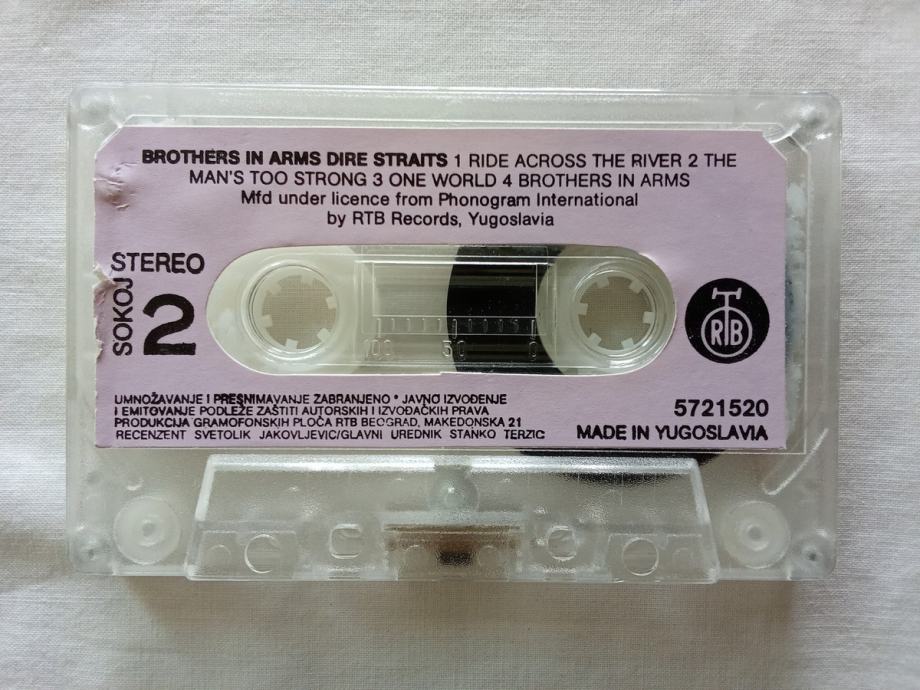 BROTHERS IN ARMS DIRE STRAITS 1 RIDE ACROSS THE RIVER 2 THE
MAN'S TOO STRONG 3 ONE WORLD 4 BROTHERS IN ARMS
Mfd under licence from Phonogram International
by RTB Records, Yugoslavia
STEREO
SOKOJ
2
100 50 0
RTB
UMNOŽAVANJE I PRESNIMAVANJE ZABRANJENO * JAVNO IZVOĐENJE
I EMITOVANJE PODLEŽE ZAŠTITI AUTORSKIH I IZVOĐAČKIH PRAVA
PRODUKCIJA GRAMOFONSKIH PLOČA RTB BEOGRAD, MAKEDONSKA 21
RECENZENT SVETOLIK JAKOVLJEVIC/GLAVNI UREDNIK STANKO TERZIC
5721520
MADE IN YUGOSLAVIA